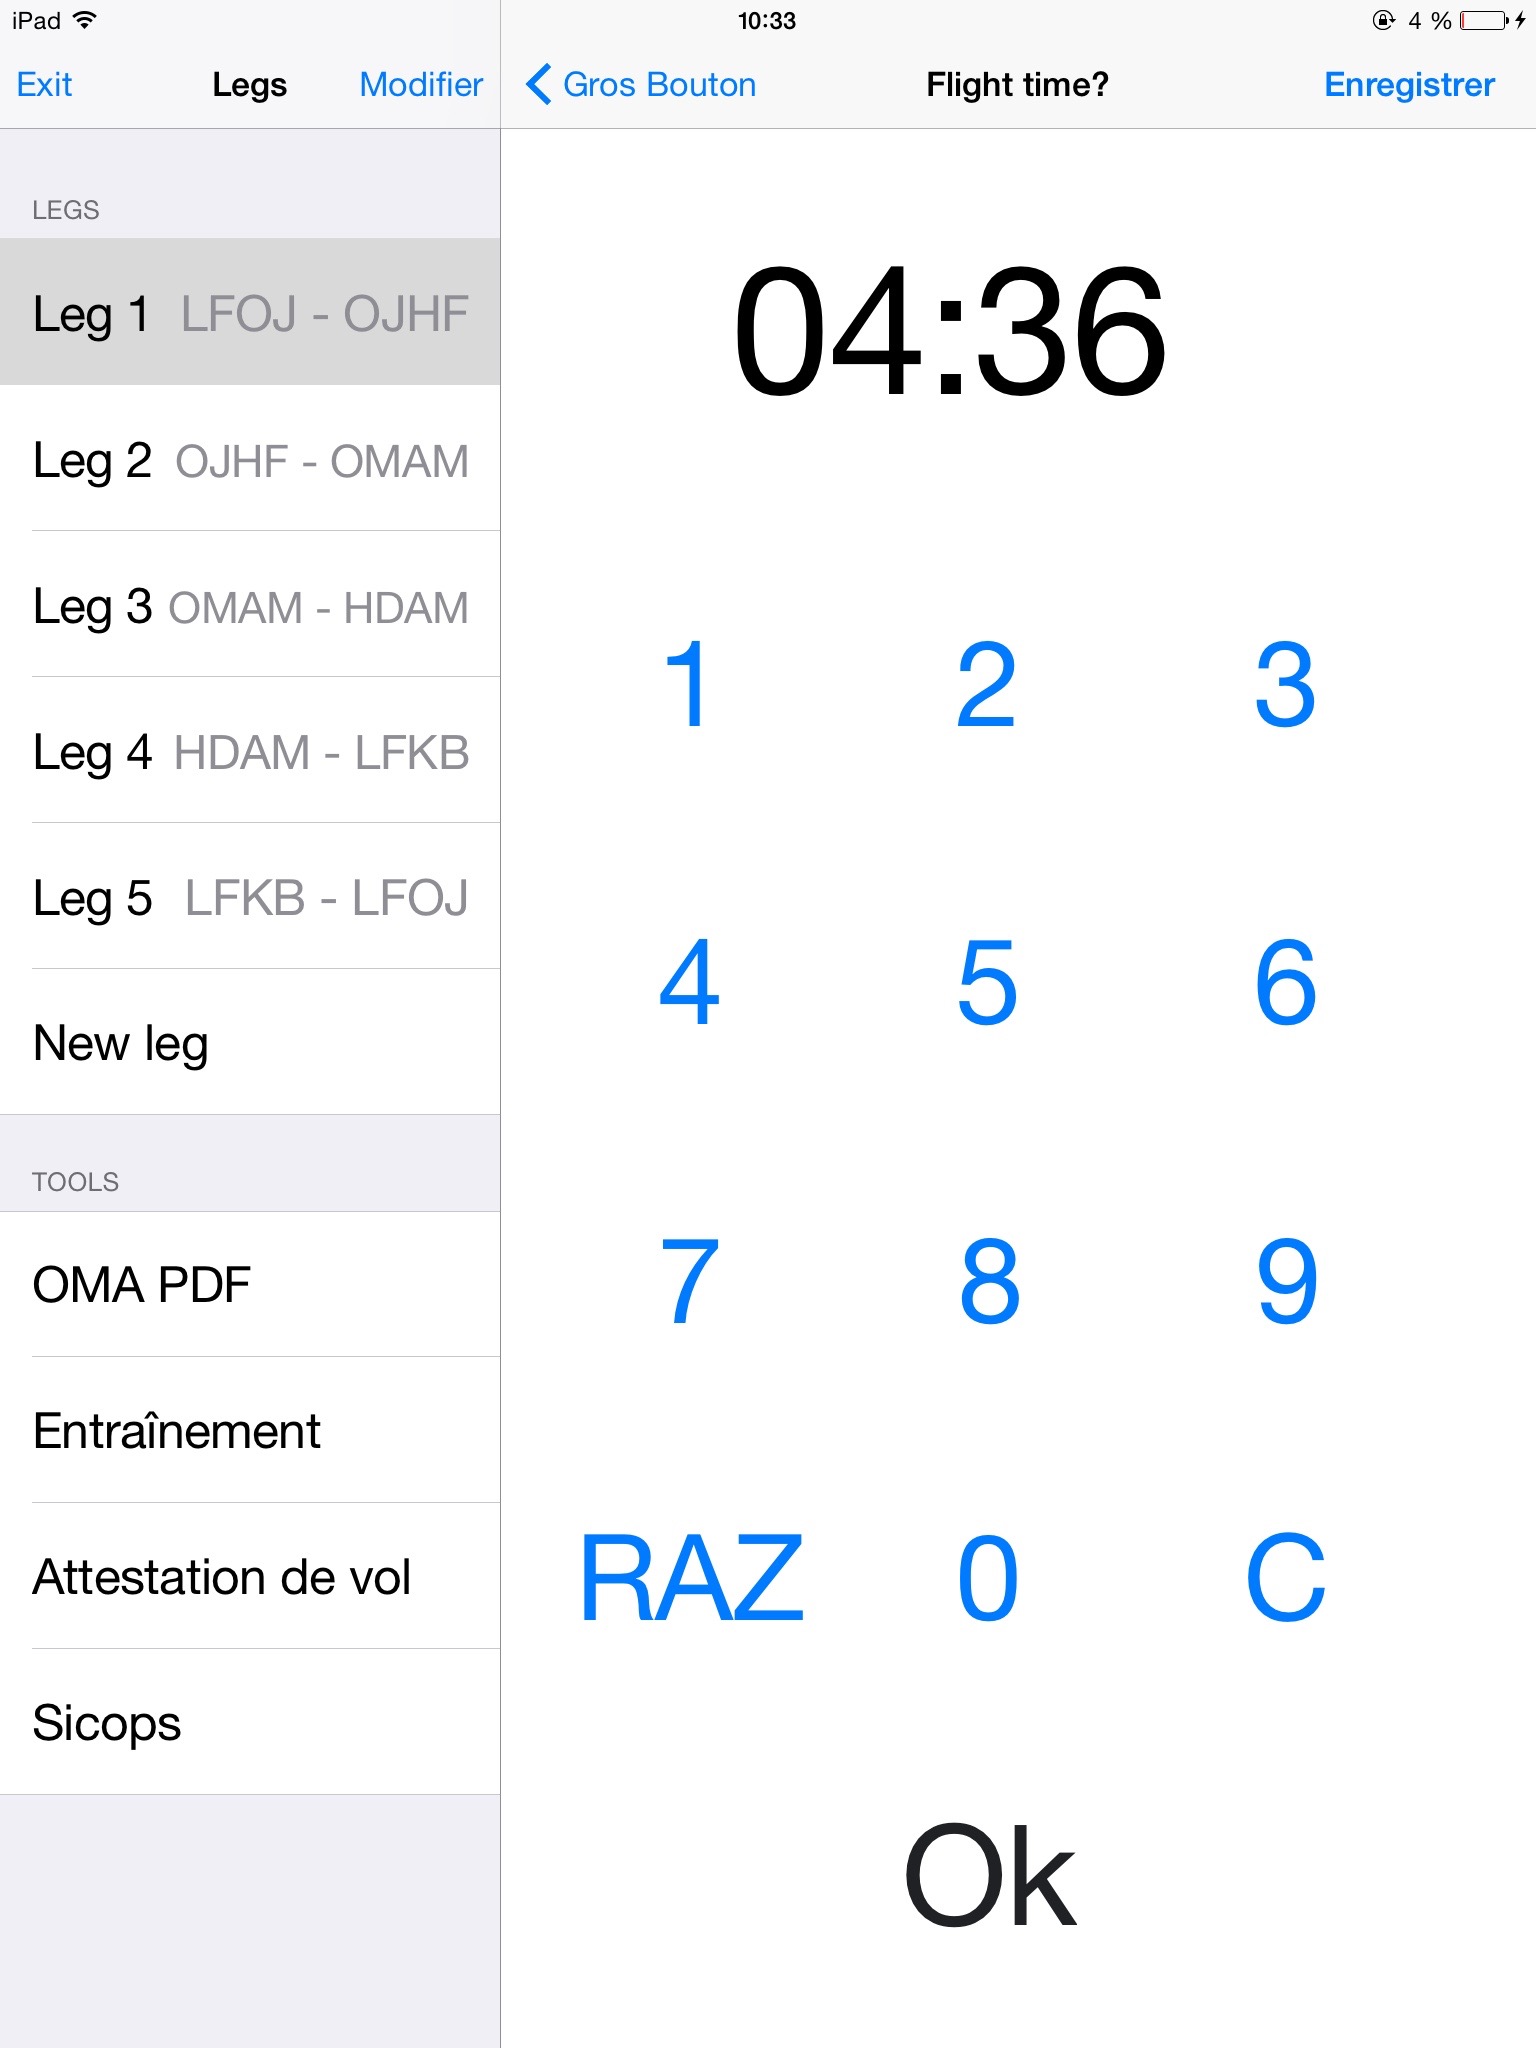 iPad 10:33 4 %
Exit Legs Modifier
Gros Bouton Flight time? Enregistrer
LEGS
Leg 1 LFOJ - OJHF
Leg 2 OJHF - OMAM
Leg 3 OMAM - HDAM
Leg 4 HDAM - LFKB
Leg 5 LFKB - LFOJ
New leg
TOOLS
OMA PDF
Entraînement
Attestation de vol
Sicops
04:36
1 2 3
4 5 6
7 8 9
RAZ 0 C
Ok